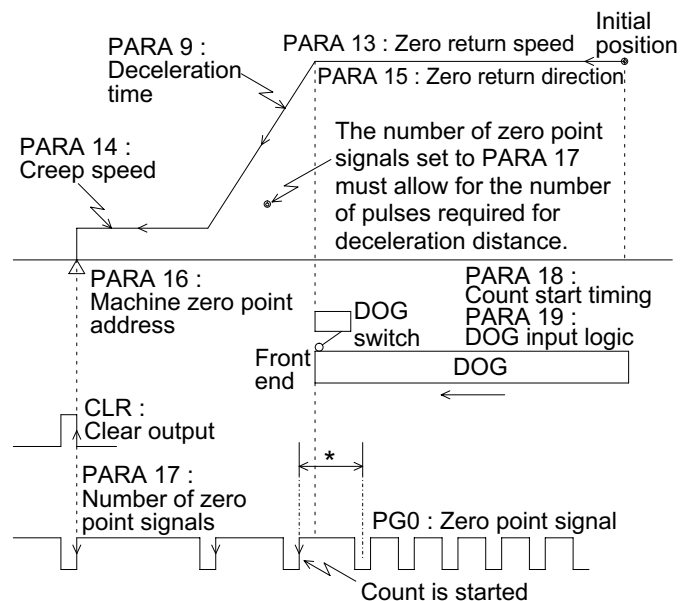 Initial
position
PARA 9 :
Deceleration
time
PARA 13 : Zero return speed
PARA 15 : Zero return direction
PARA 14 :
Creep speed
The number of zero point
signals set to PARA 17
must allow for the number
of pulses required for
deceleration distance.
PARA 16 :
Machine zero point
address
PARA 18 :
Count start timing
PARA 19 :
DOG input logic
DOG
switch
Front
end
DOG
CLR :
Clear output
*
PARA 17 :
Number of zero
point signals
PG0 : Zero point signal
Count is started